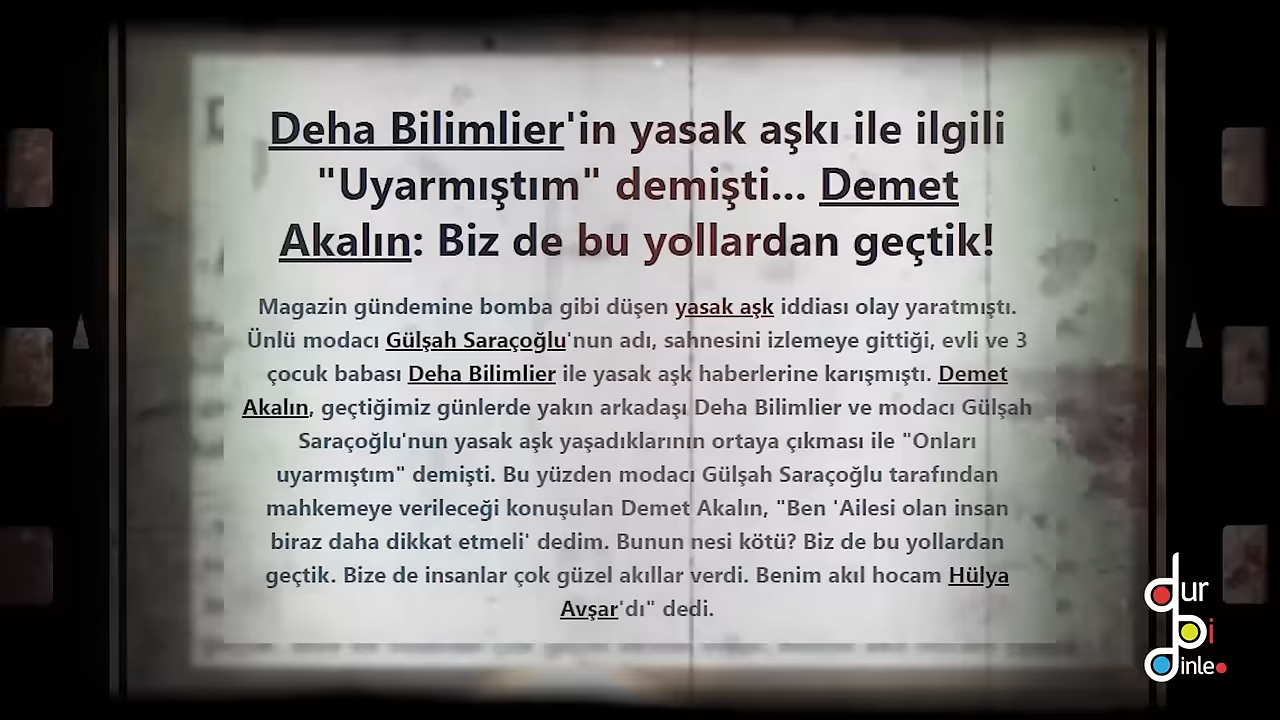 Deha Bilimlier'in yasak aşkı ile ilgili
"Uyarmıştım" demişti... Demet
Akalın: Biz de bu yollardan geçtik!
Magazin gündemine bomba gibi düşen yasak aşk iddiası olay yaratmıştı.
Ünlü modacı Gülşah Saraçoğlu'nun adı, sahnesini izlemeye gittiği, evli ve 3
çocuk babası Deha Bilimlier ile yasak aşk haberlerine karışmıştı. Demet
Akalın, geçtiğimiz günlerde yakın arkadaşı Deha Bilimlier ve modacı Gülşah
Saraçoğlu'nun yasak aşk yaşadıklarının ortaya çıkması ile "Onları
uyarmıştım" demişti. Bu yüzden modacı Gülşah Saraçoğlu tarafından
mahkemeye verileceği konuşulan Demet Akalın, "Ben 'Ailesi olan insan
biraz daha dikkat etmeli' dedim. Bunun nesi kötü? Biz de bu yollardan
geçtik. Bize de insanlar çok güzel akıllar verdi. Benim akıl hocam Hülya
Avşar'dı" dedi.
dur
bi
dinle